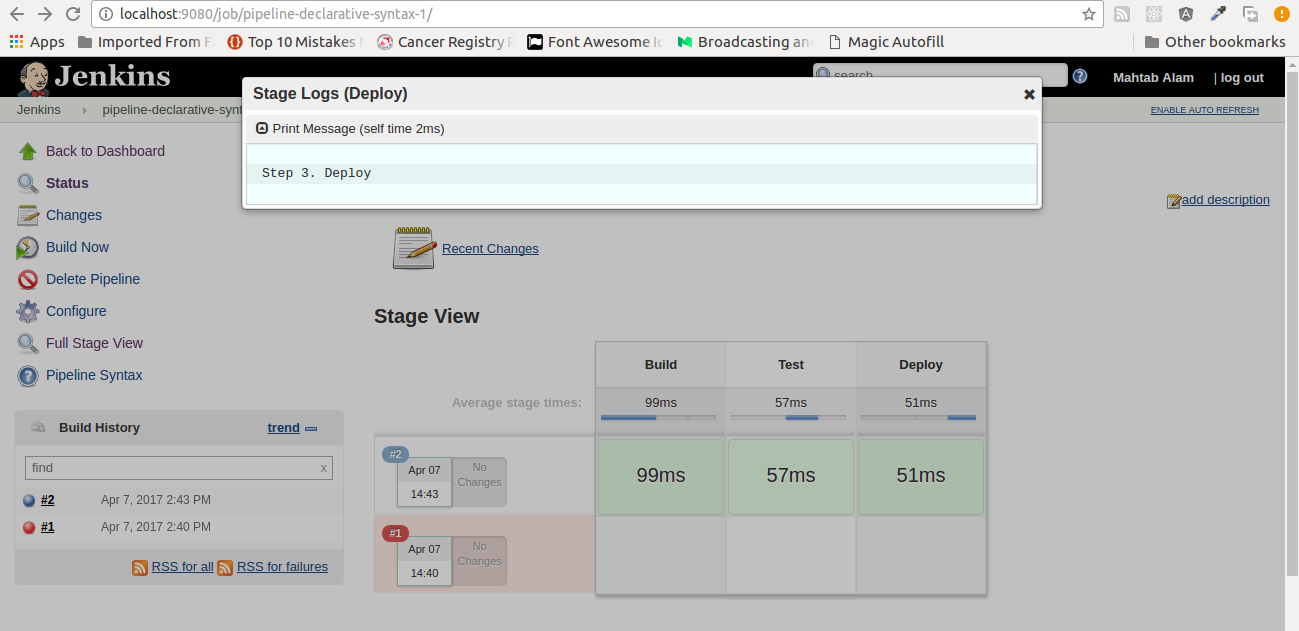 localhost:9080/job/pipeline-declarative-syntax-1/
Apps Imported From F Top 10 Mistakes Cancer Registry Font Awesome Ic Broadcasting an Magic Autofill Other bookmarks
Jenkins search Mahtab Alam | log out
Stage Logs (Deploy)
Jenkins pipeline-declarative-synt ENABLE AUTO REFRESH
Print Message (self time 2ms)
Step 3. Deploy
Back to Dashboard
Status
Changes
Build Now
Delete Pipeline
Configure
Full Stage View
Pipeline Syntax
add description
Recent Changes
Stage View
Build Test Deploy
Average stage times: 99ms 57ms 51ms
#2
Apr 07 No Changes
14:43
99ms 57ms 51ms
#1
Apr 07 No Changes
14:40
Build History trend
find x
#2 Apr 7, 2017 2:43 PM
#1 Apr 7, 2017 2:40 PM
RSS for all RSS for failures